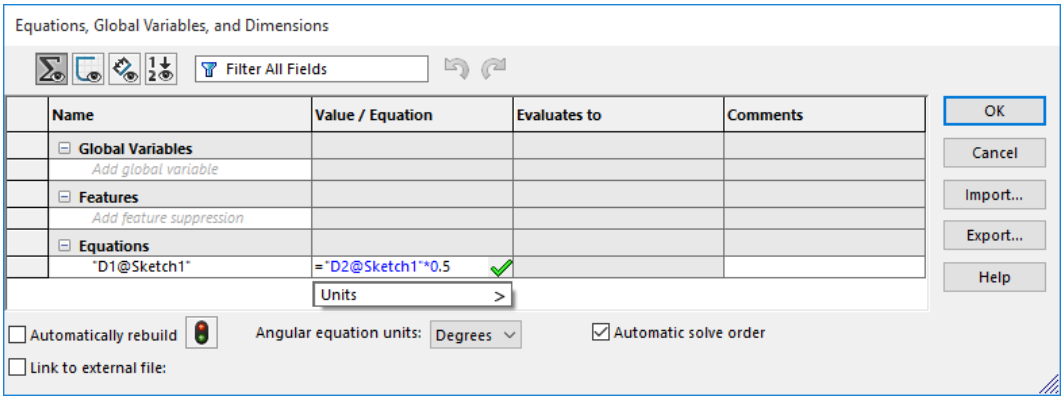 Equations, Global Variables, and Dimensions
Filter All Fields
Name Value / Equation Evaluates to Comments
Global Variables
Add global variable
Features
Add feature suppression
Equations
"D1@Sketch1" ="D2@Sketch1"*0.5
Units >
OK
Cancel
Import...
Export...
Help
Automatically rebuild Angular equation units: Degrees Automatic solve order
Link to external file: